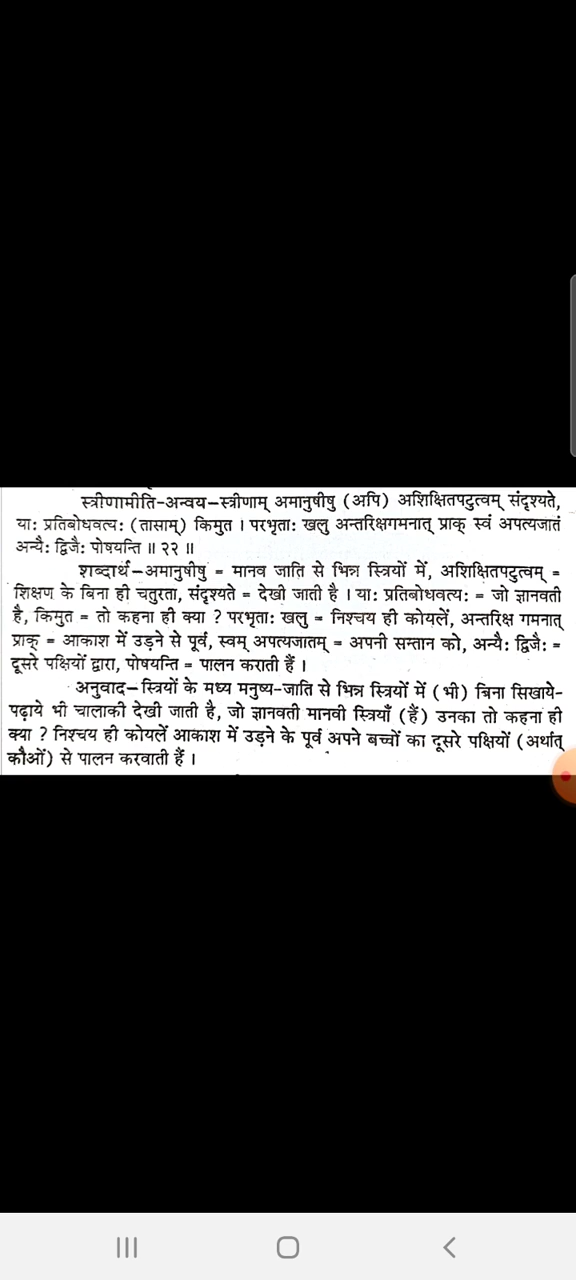 स्त्रीणामीति-अन्वय–स्त्रीणाम् अमानुषीषु (अपि) अशिक्षितपटुत्वम् संदृश्यते,
याः प्रतिबोधवत्यः (तासाम्) किमुत । परभृताः खलु अन्तरिक्षगमनात् प्राक् स्वं अपत्यजातं
अन्यैः द्विजैः पोषयन्ति ॥ २२ ॥
शब्दार्थ–अमानुषीषु = मानव जाति से भिन्न स्त्रियों में, अशिक्षितपटुत्वम् =
शिक्षण के बिना ही चतुरता, संदृश्यते = देखी जाती है । याः प्रतिबोधवत्यः = जो ज्ञानवती
है, किमुत = तो कहना ही क्या ? परभृताः खलु = निश्चय ही कोयलें, अन्तरिक्ष गमनात्
प्राक् = आकाश में उड़ने से पूर्व, स्वम् अपत्यजातम् = अपनी सन्तान को, अन्यैः द्विजैः =
दूसरे पक्षियों द्वारा, पोषयन्ति = पालन कराती हैं ।
अनुवाद–स्त्रियों के मध्य मनुष्य-जाति से भिन्न स्त्रियों में (भी) बिना सिखाये-
पढ़ाये भी चालाकी देखी जाती है, जो ज्ञानवती मानवी स्त्रियाँ (हैं) उनका तो कहना ही
क्या ? निश्चय ही कोयलें आकाश में उड़ने के पूर्व अपने बच्चों का दूसरे पक्षियों (अर्थात्
कौओं) से पालन करवाती हैं ।